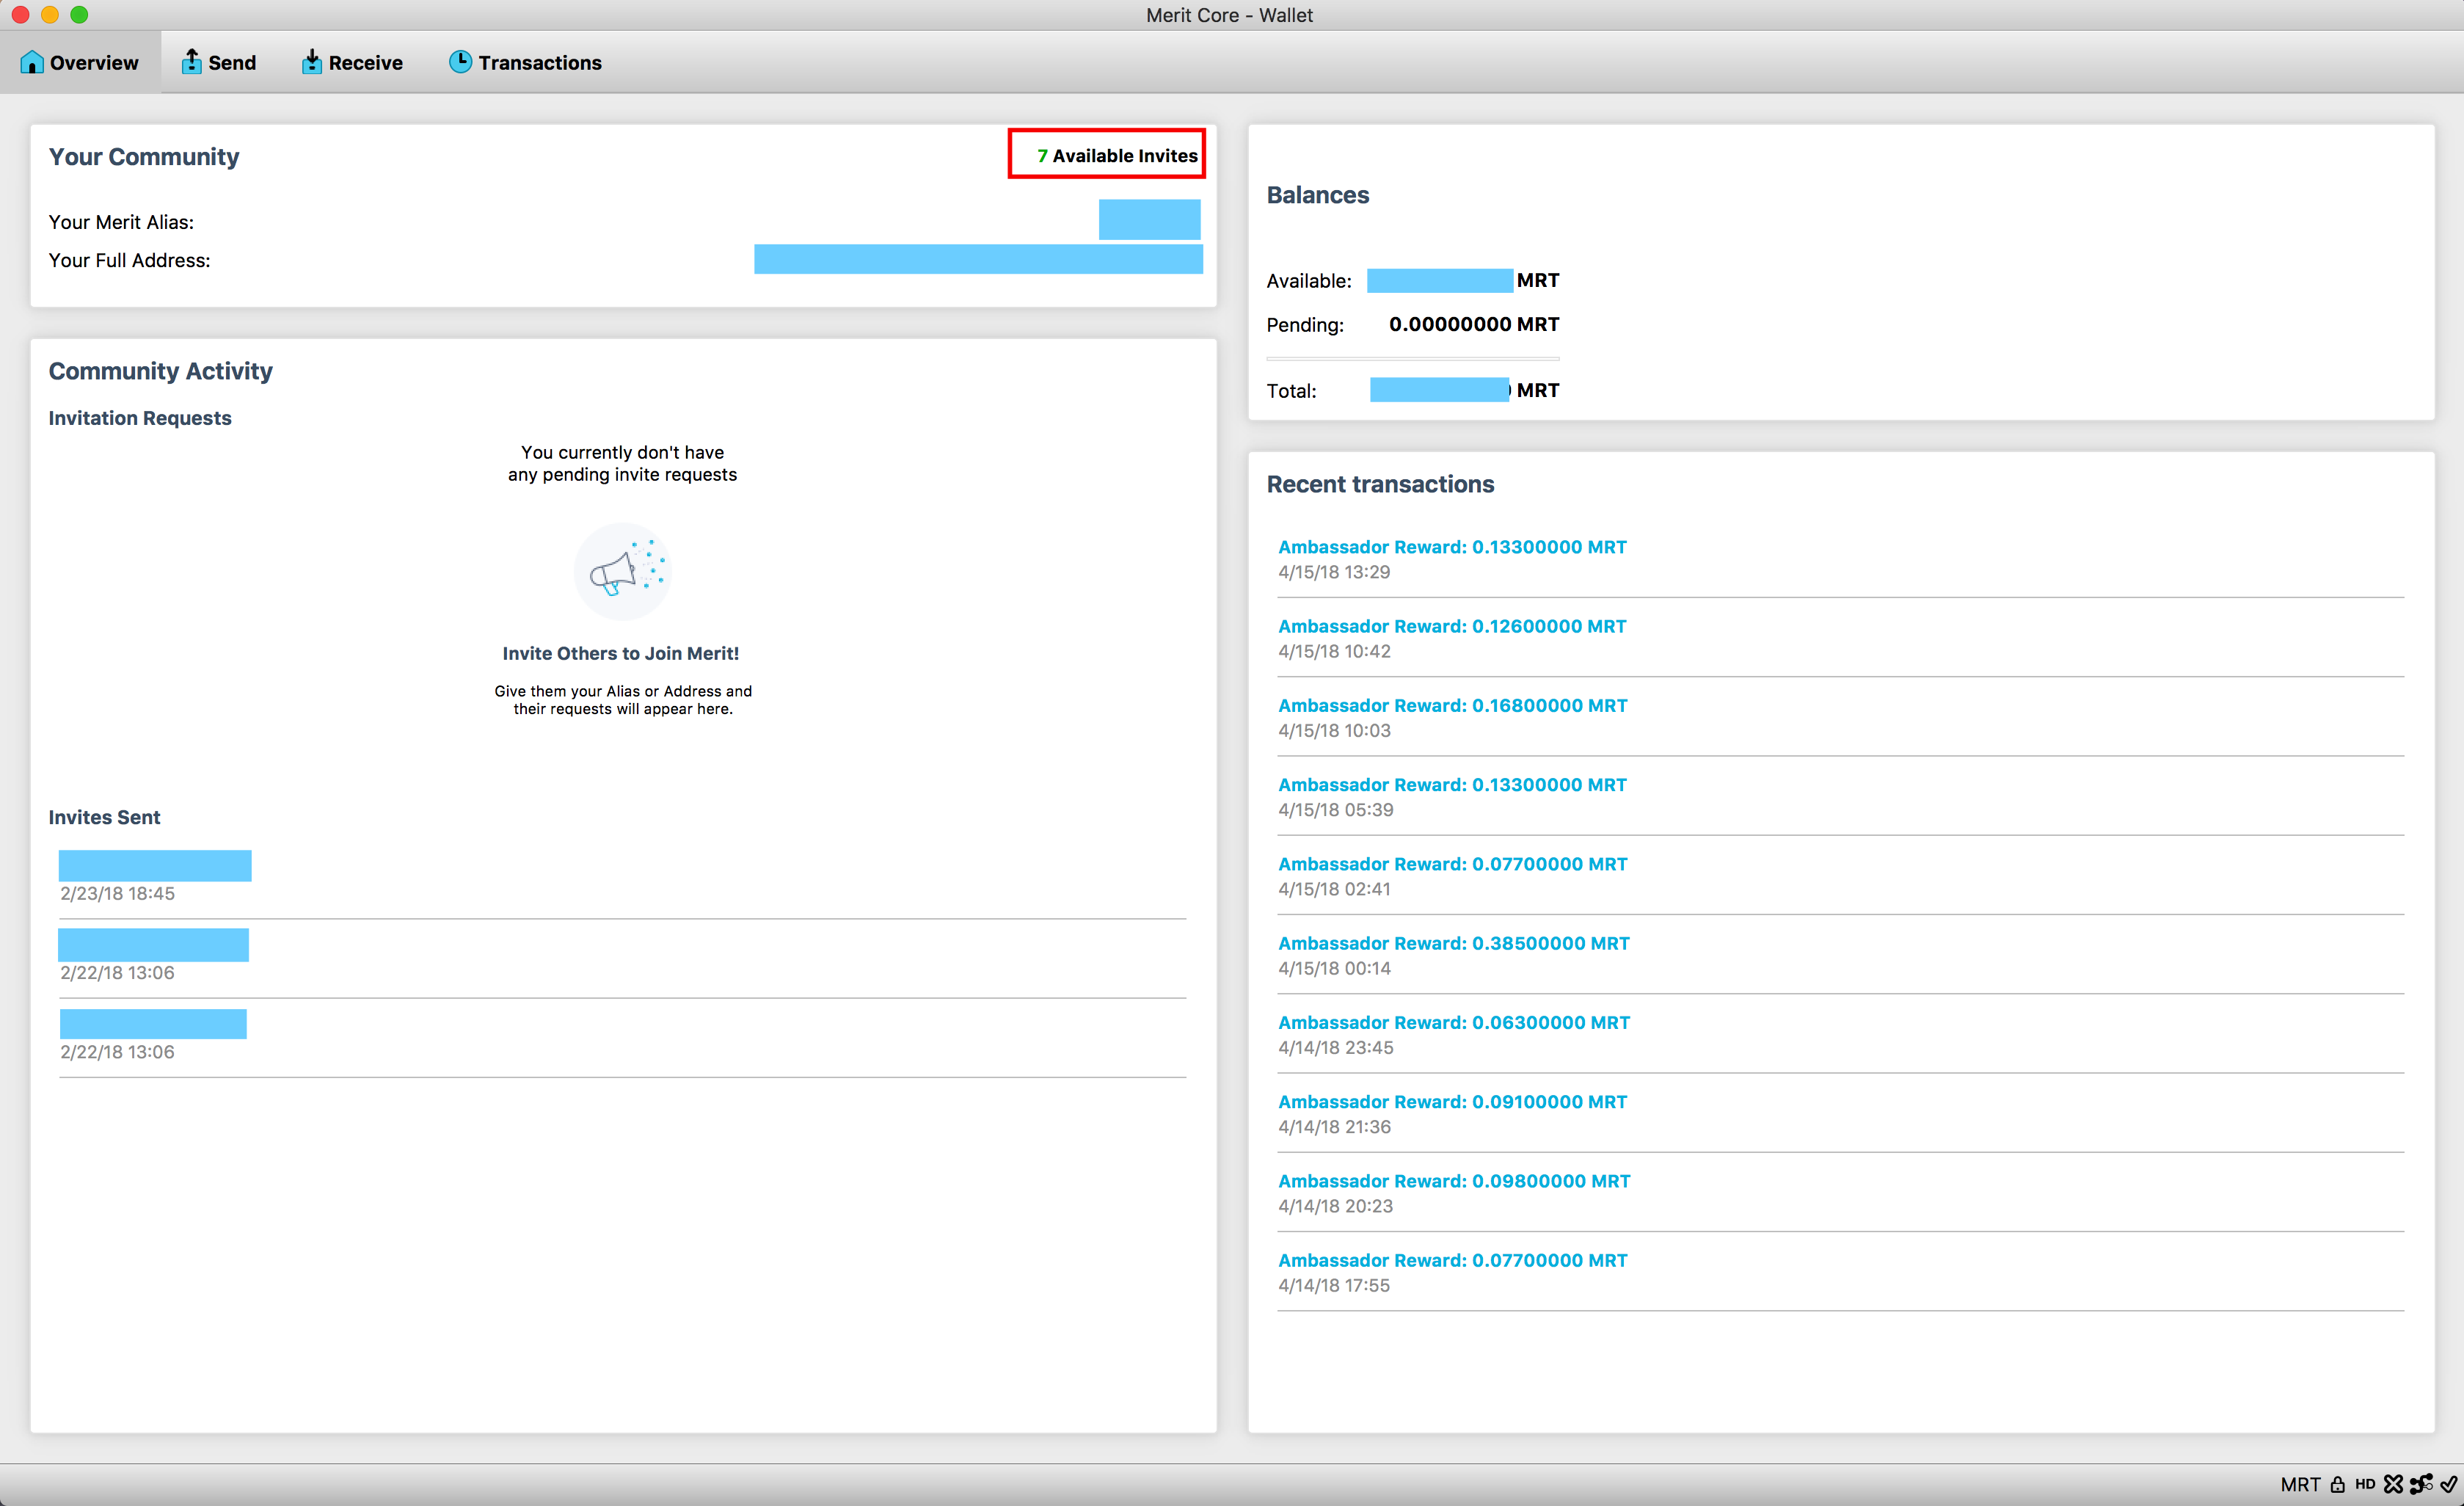 Merit Core - Wallet
Overview
Send
Receive
Transactions
Your Community
7 Available Invites
Your Merit Alias:
Your Full Address:
Community Activity
Invitation Requests
You currently don't have
any pending invite requests
Invite Others to Join Merit!
Give them your Alias or Address and
their requests will appear here.
Invites Sent
2/23/18 18:45
2/22/18 13:06
2/22/18 13:06
Balances
Available: MRT
Pending: 0.00000000 MRT
Total: MRT
Recent transactions
Ambassador Reward: 0.13300000 MRT
4/15/18 13:29
Ambassador Reward: 0.12600000 MRT
4/15/18 10:42
Ambassador Reward: 0.16800000 MRT
4/15/18 10:03
Ambassador Reward: 0.13300000 MRT
4/15/18 05:39
Ambassador Reward: 0.07700000 MRT
4/15/18 02:41
Ambassador Reward: 0.38500000 MRT
4/15/18 00:14
Ambassador Reward: 0.06300000 MRT
4/14/18 23:45
Ambassador Reward: 0.09100000 MRT
4/14/18 21:36
Ambassador Reward: 0.09800000 MRT
4/14/18 20:23
Ambassador Reward: 0.07700000 MRT
4/14/18 17:55
MRT HD